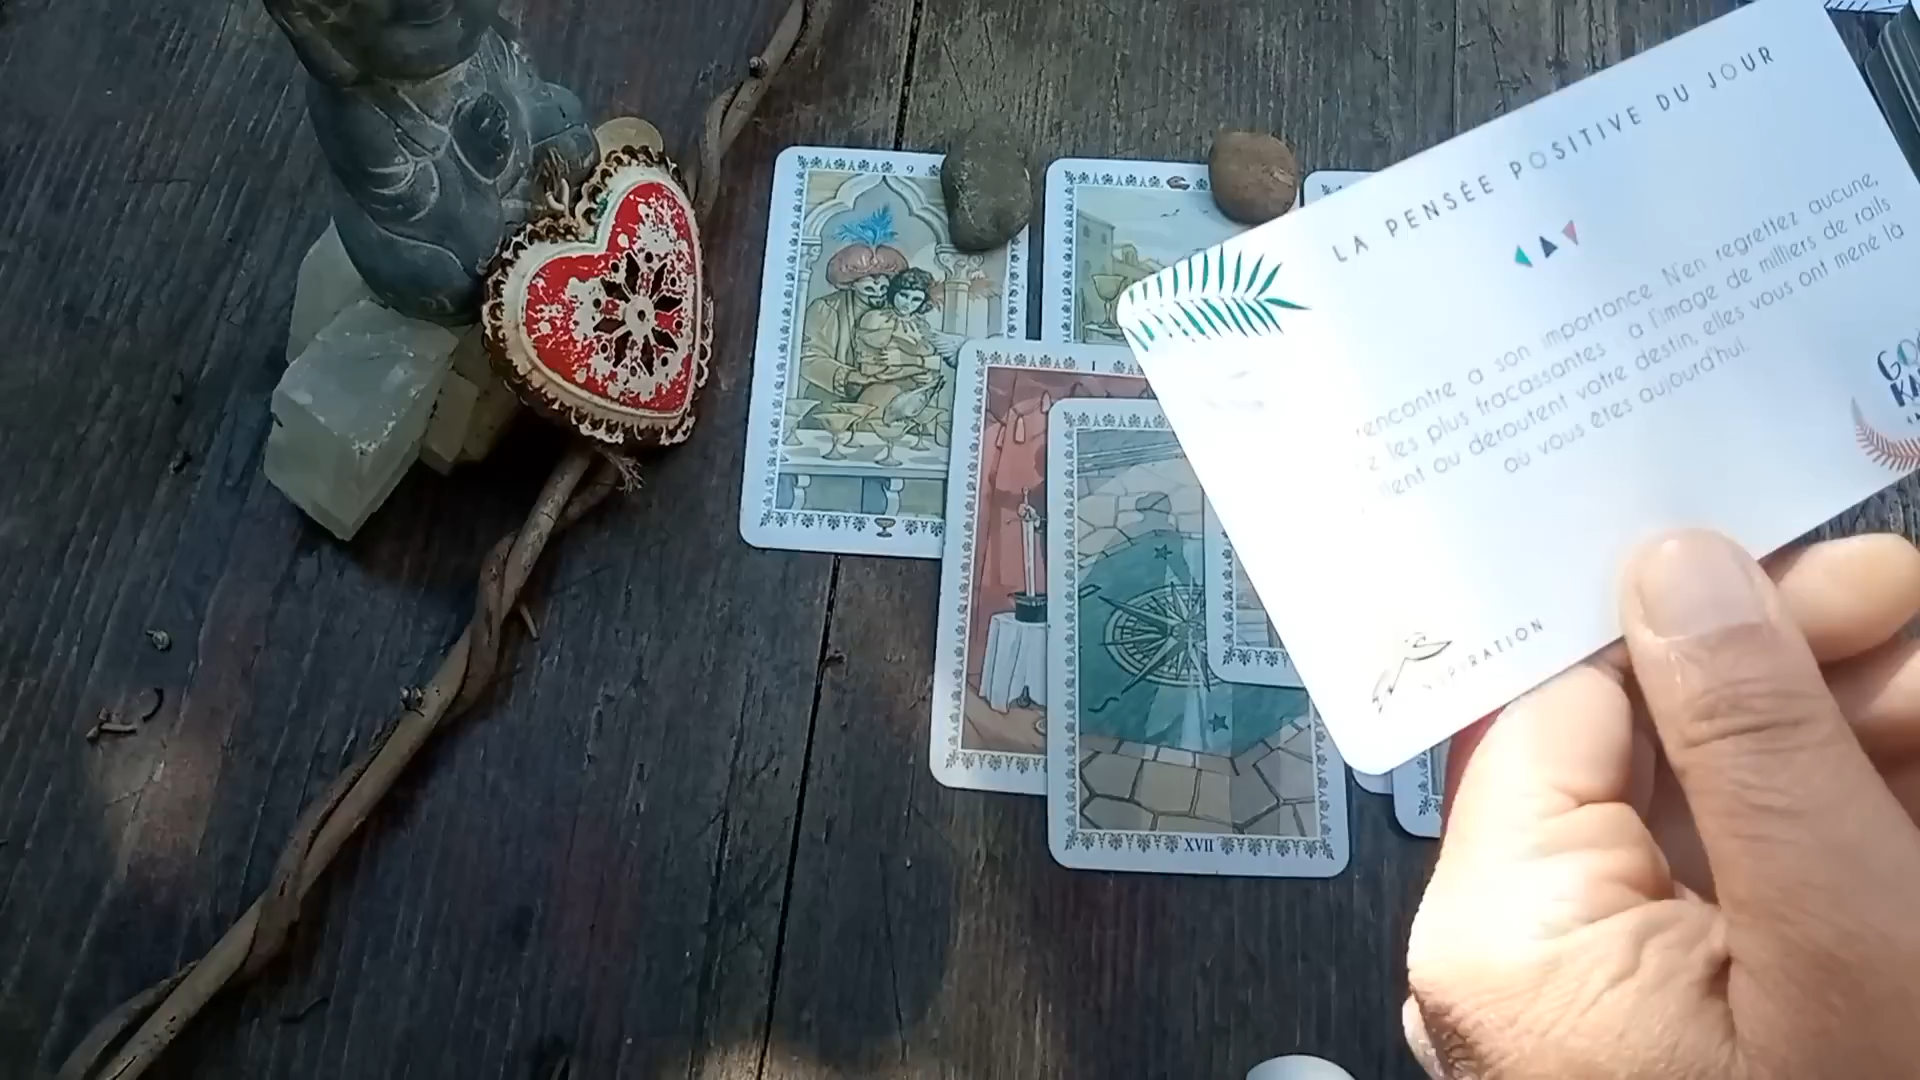 9
I
XVII
LA PENSÉE POSITIVE DU JOUR
rencontre a son importance. N'en regrettez aucune,
les plus fracassantes : à l'image de milliers de rails
ou déroutent votre destin, elles vous ont mené là
où vous êtes aujourd'hui.